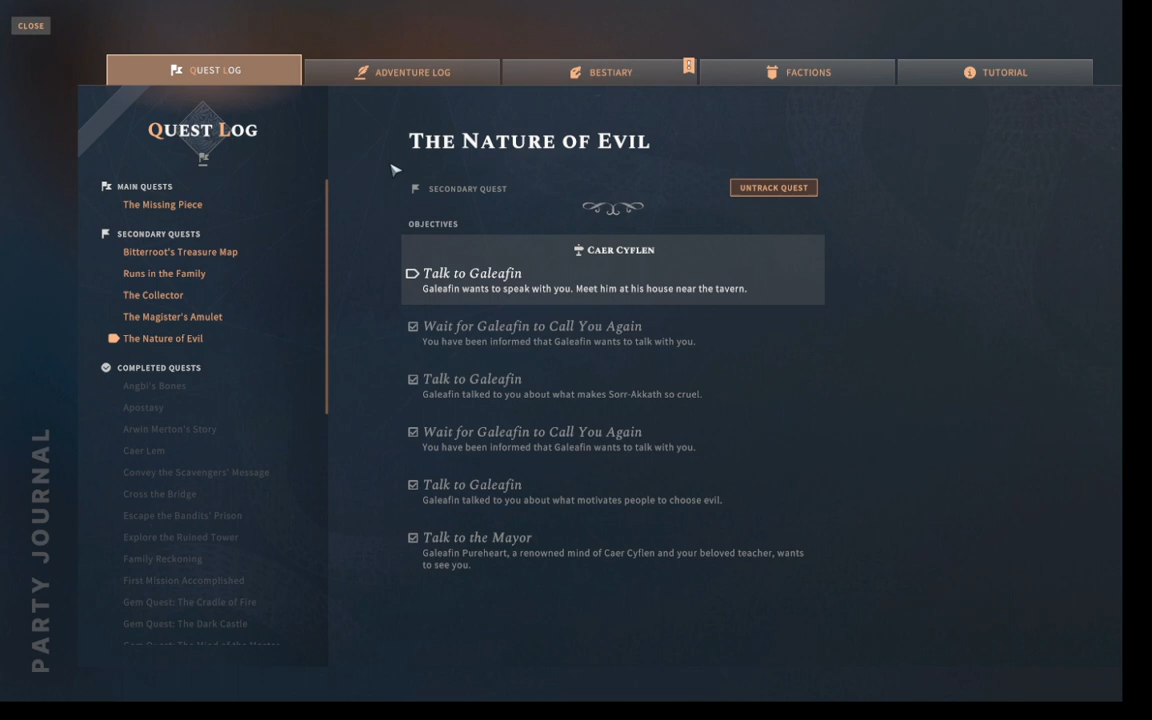 CLOSE
QUEST LOG
ADVENTURE LOG
BESTIARY
FACTIONS
TUTORIAL
QUEST LOG
MAIN QUESTS
The Missing Piece
SECONDARY QUESTS
Bitterroot's Treasure Map
Runs in the Family
The Collector
The Magister's Amulet
The Nature of Evil
COMPLETED QUESTS
Angbi's Bones
Apostasy
Arwin Merton's Story
Caer Lem
Convey the Scavengers' Message
Cross the Bridge
Escape the Bandits' Prison
Explore the Ruined Tower
Family Reckoning
First Mission Accomplished
Gem Quest: The Cradle of Fire
Gem Quest: The Dark Castle
Gem Quest: The Mind of the Master
PARTY JOURNAL
THE NATURE OF EVIL
SECONDARY QUEST
UNTRACK QUEST
OBJECTIVES
CAER CYFLEN
Talk to Galeafin
Galeafin wants to speak with you. Meet him at his house near the tavern.
Wait for Galeafin to Call You Again
You have been informed that Galeafin wants to talk with you.
Talk to Galeafin
Galeafin talked to you about what makes Sorr-Akkath so cruel.
Wait for Galeafin to Call You Again
You have been informed that Galeafin wants to talk with you.
Talk to Galeafin
Galeafin talked to you about what motivates people to choose evil.
Talk to the Mayor
Galeafin Pureheart, a renowned mind of Caer Cyflen and your beloved teacher, wants
to see you.